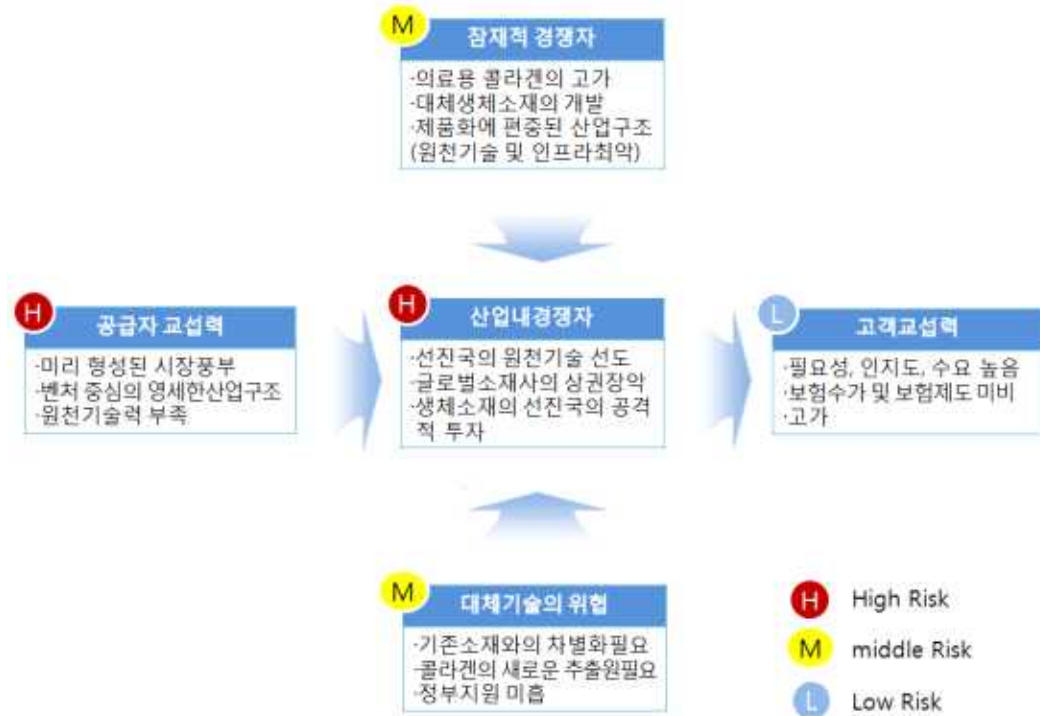 M
잠재적 경쟁자
·의료용 콜라겐의 고가
·대체생체소재의 개발
·제품화에 편중된 산업구조
(원천기술 및 인프라최악)
H
공급자 교섭력
·미리 형성된 시장풍부
·벤처 중심의 영세한산업구조
·원천기술력 부족
H
산업내경쟁자
·선진국의 원천기술 선도
·글로벌소재사의 상권장악
·생체소재의 선진국의 공격
적 투자
L
고객교섭력
·필요성, 인지도, 수요 높음
·보험수가 및 보험제도 미비
·고가
M
대체기술의 위협
·기존소재와의 차별화필요
·콜라겐의 새로운 추출원필요
·정부지원 미흡
H High Risk
M middle Risk
L Low Risk